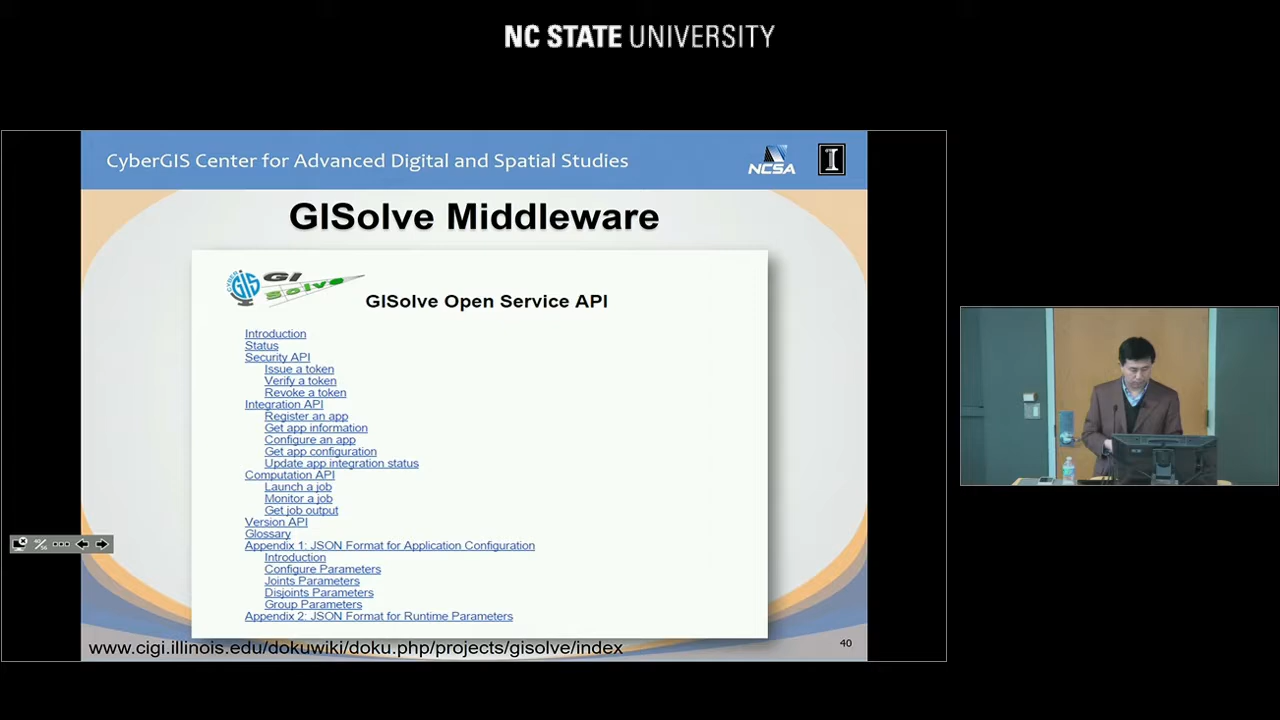 NC STATE UNIVERSITY
CyberGIS Center for Advanced Digital and Spatial Studies
NCSA
I
GISolve Middleware
CYBER GIS
GI
Solve
GISolve Open Service API
Introduction
Status
Security API
Issue a token
Verify a token
Revoke a token
Integration API
Register an app
Get app information
Configure an app
Get app configuration
Update app integration status
Computation API
Launch a job
Monitor a job
Get job output
Version API
Glossary
Appendix 1: JSON Format for Application Configuration
Introduction
Configure Parameters
Joints Parameters
Disjoints Parameters
Group Parameters
Appendix 2: JSON Format for Runtime Parameters
www.cigi.illinois.edu/dokuwiki/doku.php/projects/gisolve/index
40